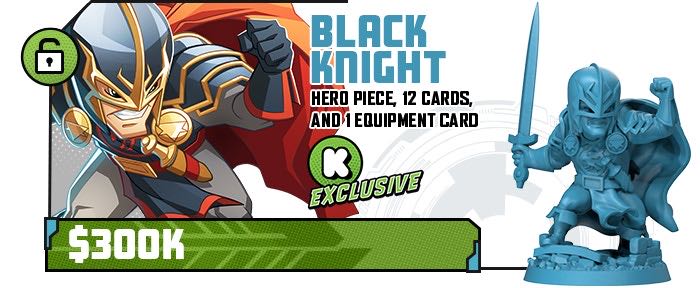 BLACK
KNIGHT
HERO PIECE, 12 CARDS,
AND 1 EQUIPMENT CARD
K
EXCLUSIVE
$300K